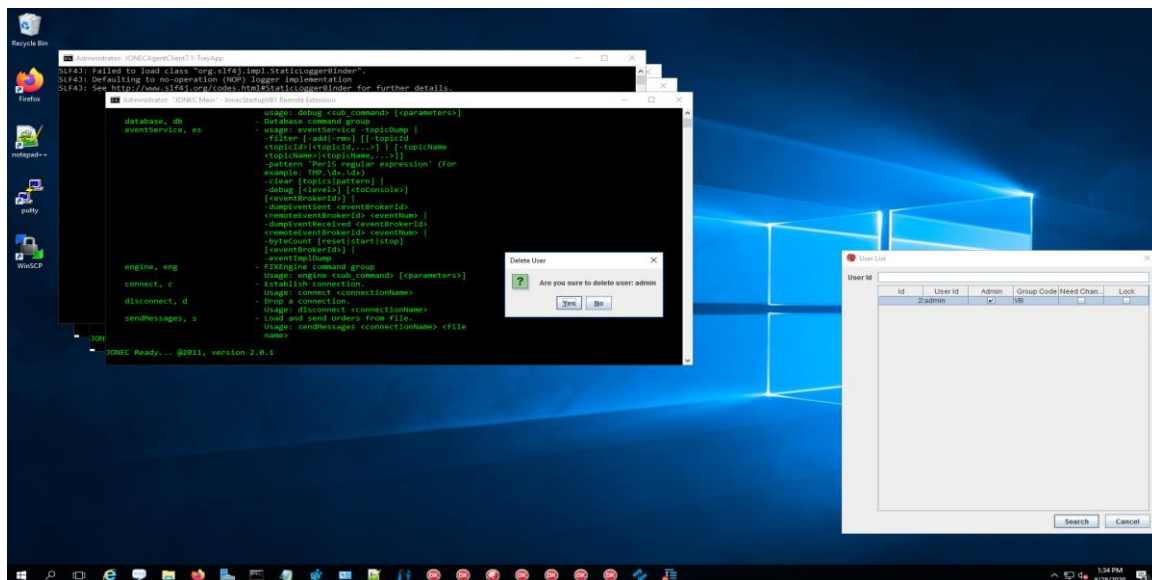 Recycle Bin
Firefox
notepad++
putty
WinSCP
Administrator: JONECAgentClient7.1-TrayApp
SLF4J: Failed to load class "org.slf4j.impl.StaticLoggerBinder".
SLF4J: Defaulting to no-operation (NOP) logger implementation
SLF4J: See http://www.slf4j.org/codes.html#StaticLoggerBinder for further details.
Administrator: "JONEC Main" - JonecStartupV81 Remote Extension
usage: debug <sub_command> [<parameters>]
database, db - Database command group
eventService, es - usage: eventService -topicDump |
-filter [-add|-rmv] [[-topicId
<topicId>|<topicId,...>] | [-topicName
<topicName>|<topicName,...>]]
-pattern 'Perl5 regular expression' (For
example: TMP.\d+.\d+)
-clear [topics|pattern] |
-debug [<level>] [<toConsole>]
[<eventBrokerId>] |
-dumpEventSent <eventBrokerId>
<remoteEventBrokerId> <eventNum> |
-dumpEventReceived <eventBrokerId>
<remoteEventBrokerId> <eventNum> |
-byteCount [reset|start|stop]
[<eventBrokerId>] |
-eventImplDump
engine, eng - FIXEngine command group
Usage: engine <sub_command> [<parameters>]
connect, c - Establish connection.
Usage: connect <connectionName>
disconnect, d - Drop a connection.
Usage: disconnect <connectionName>
sendMessages, s - Load and send orders from file.
Usage: sendMessages <connectionName> <file
name>
JON
JONEC Ready... @2011, version 2.0.1
Delete User
Are you sure to delete user: admin
Yes No
User List
User Id
Id User Id Admin Group Code Need Chan... Lock
2 admin VB
Search Cancel
1:34 PM